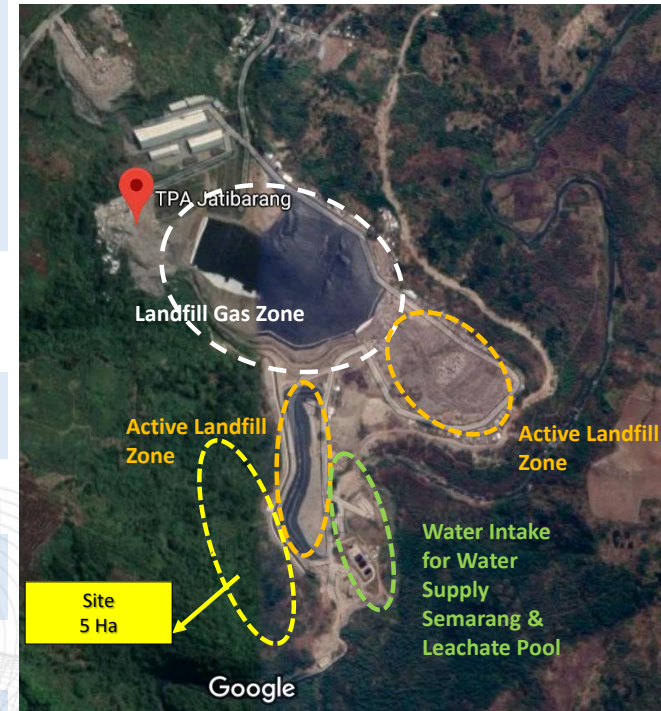 TPA Jatibarang
Landfill Gas Zone
Active Landfill
Zone
Active Landfill
Zone
Water Intake
for Water
Supply
Semarang &
Leachate Pool
Site
5 Ha
Google